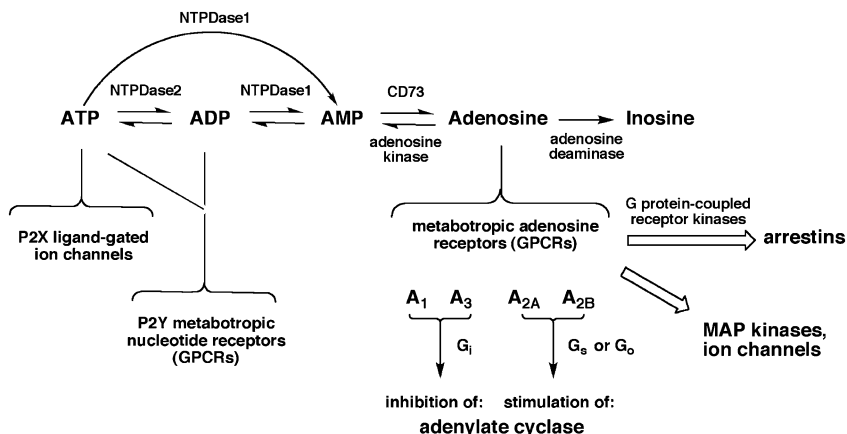 NTPDase1
NTPDase2
NTPDase1
CD73
ATP
ADP
AMP
Adenosine
Inosine
adenosine
kinase
adenosine
deaminase
P2X ligand-gated
ion channels
metabotropic adenosine
receptors (GPCRs)
G protein-coupled
receptor kinases
arrestins
P2Y metabotropic
nucleotide receptors
(GPCRs)
A1 A3 A2A A2B
MAP kinases,
ion channels
Gi
Gs or Go
inhibition of: stimulation of:
adenylate cyclase